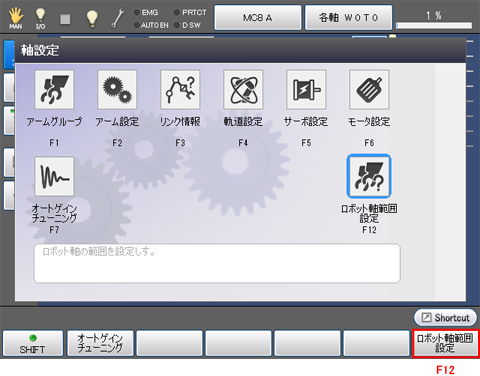 EMG PRTCT
MAN I/O AUTO EN D SW MC8 A 各軸 W0T0 1 %
軸設定
アームグループ アーム設定 リンク情報 軌道設定 サーボ設定 モータ設定
F1 F2 F3 F4 F5 F6
オートゲイン
チューニング
F7
ロボット軸範囲
設定
F12
ロボット軸の範囲を設定しす。
Shortcut
SHIFT
オートゲイン
チューニング
ロボット軸範囲
設定
F12